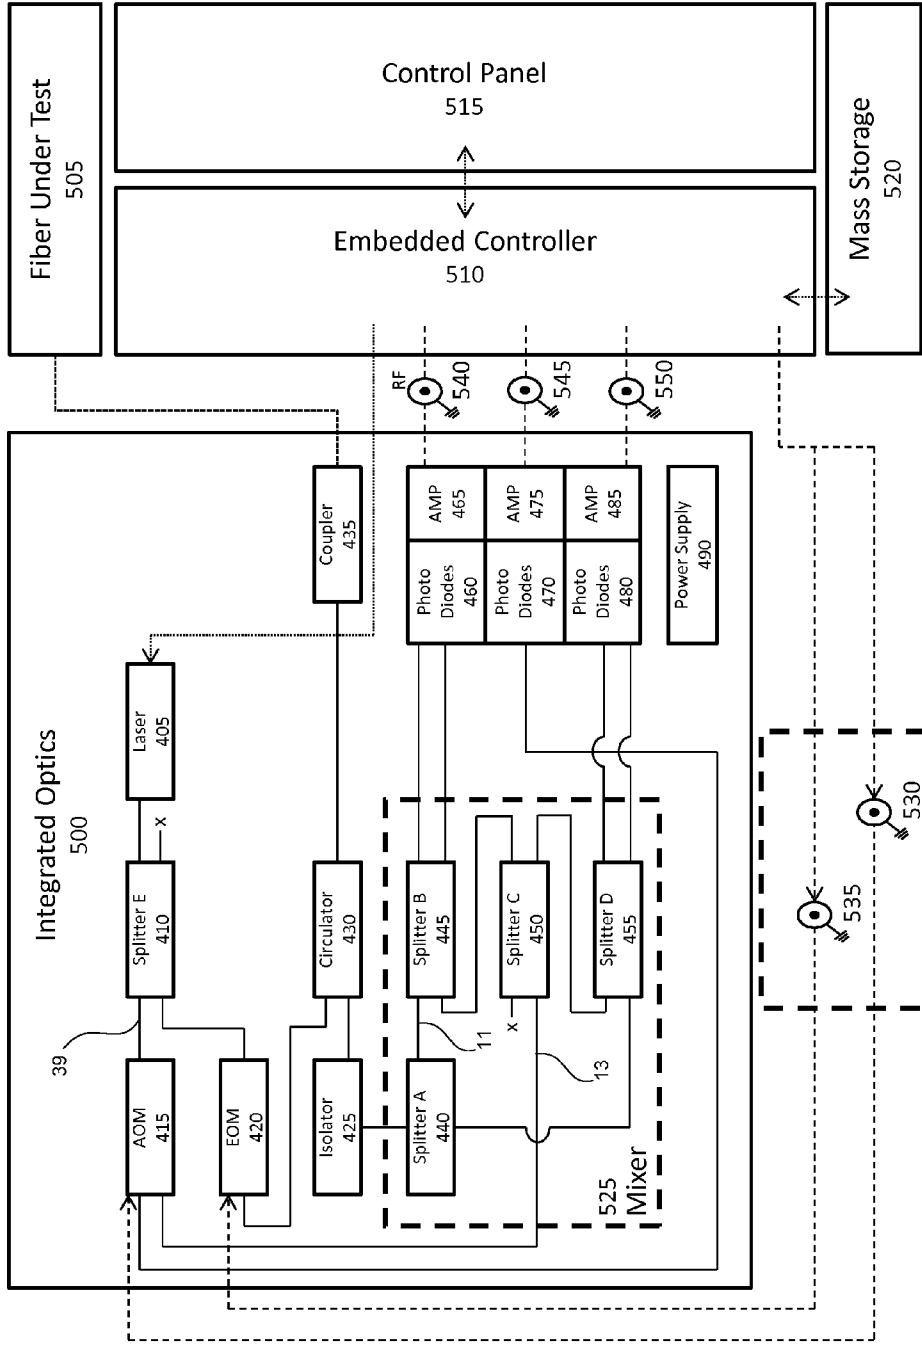 Fiber Under Test
505
Control Panel
515
Embedded Controller
510
Mass Storage
520
RF
540
545
550
Integrated Optics
500
Laser
405
x
Splitter E
410
39
AOM
415
EOM
420
Coupler
435
Circulator
430
Isolator
425
AMP
465
AMP
475
AMP
485
Photo
Diodes
460
Photo
Diodes
470
Photo
Diodes
480
Power Supply
490
Splitter B
445
Splitter C
450
Splitter D
455
x
11
13
Splitter A
440
525
Mixer
530
535